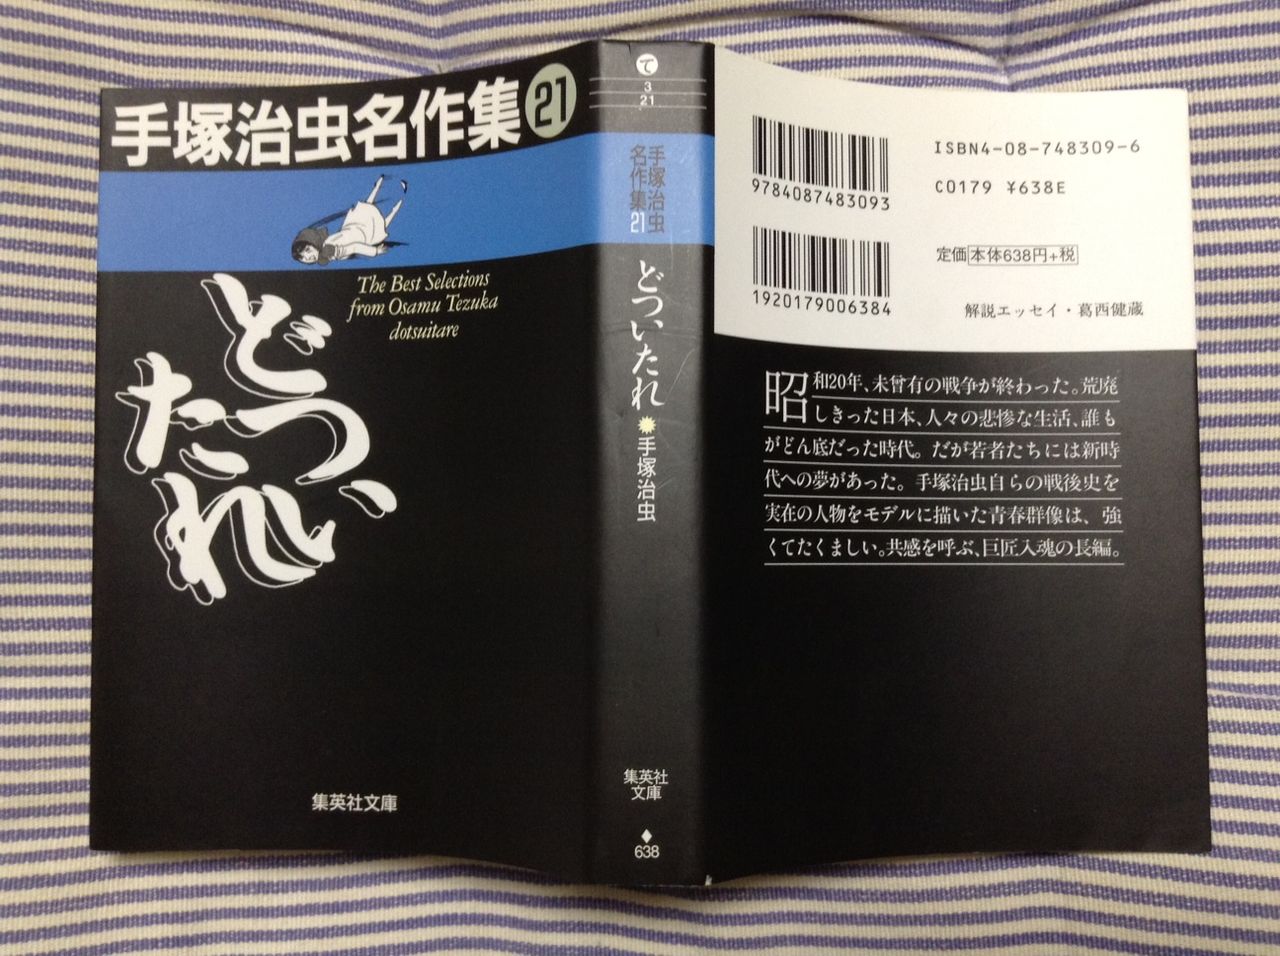 手塚治虫名作集21
The Best Selections
from Osamu Tezuka
dotsuitare
どついたれ
集英社文庫
て
3
21
手塚治虫
名作集21
どついたれ
手塚治虫
集英社
文庫
638
9784087483093
ISBN4-08-748309-6
C0179 ¥638E
1920179006384
定価本体638円+税
解説エッセイ・葛西健蔵
昭和20年、未曾有の戦争が終わった。荒廃
しきった日本、人々の悲惨な生活、誰も
がどん底だった時代。だが若者たちには新時
代への夢があった。手塚治虫自らの戦後史を
実在の人物をモデルに描いた青春群像は、強
くてたくましい。共感を呼ぶ、巨匠入魂の長編。